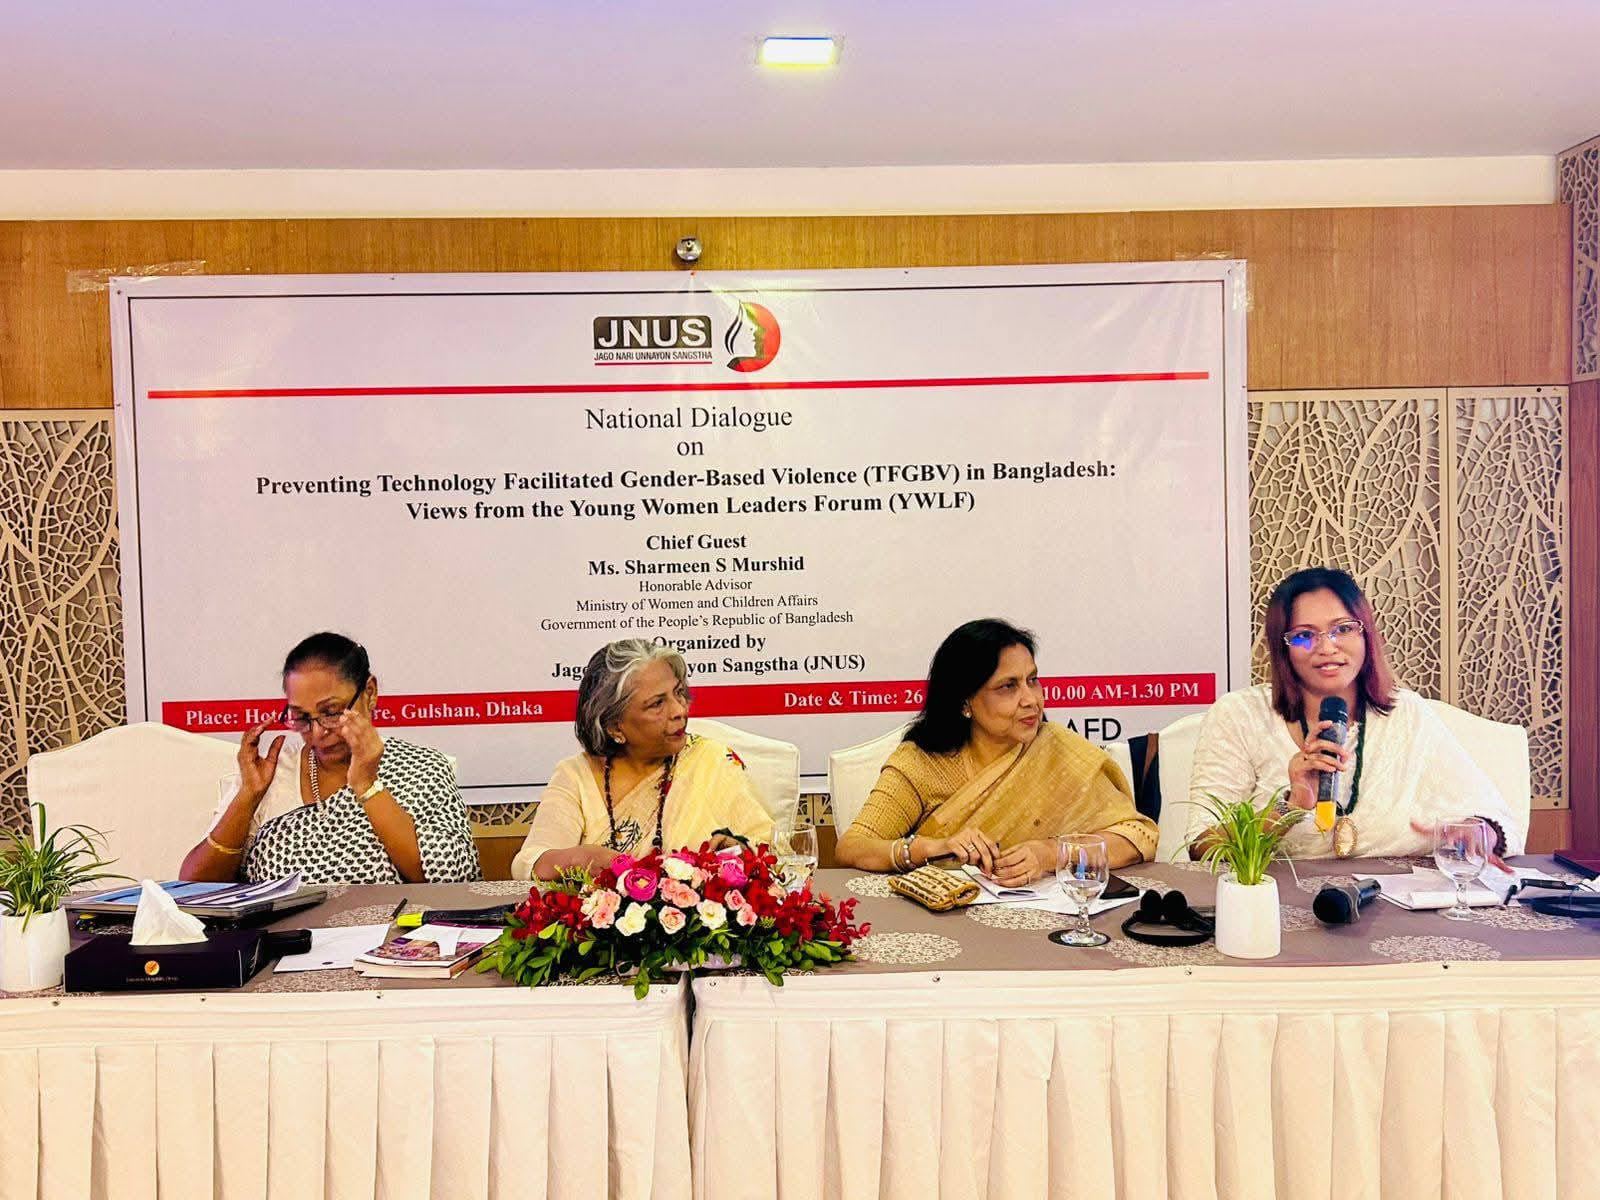 JNUS
JAGO NARI UNNAYON SANGSTHA
National Dialogue
on
Preventing Technology Facilitated Gender-Based Violence (TFGBV) in Bangladesh:
Views from the Young Women Leaders Forum (YWLF)
Chief Guest
Ms. Sharmeen S Murshid
Honorable Advisor
Ministry of Women and Children Affairs
Government of the People's Republic of Bangladesh
Organized by
Jago yon Sangstha (JNUS)
Place: Hot re, Gulshan, Dhaka
Date & Time: 26 10.00 AM-1.30 PM
AFD